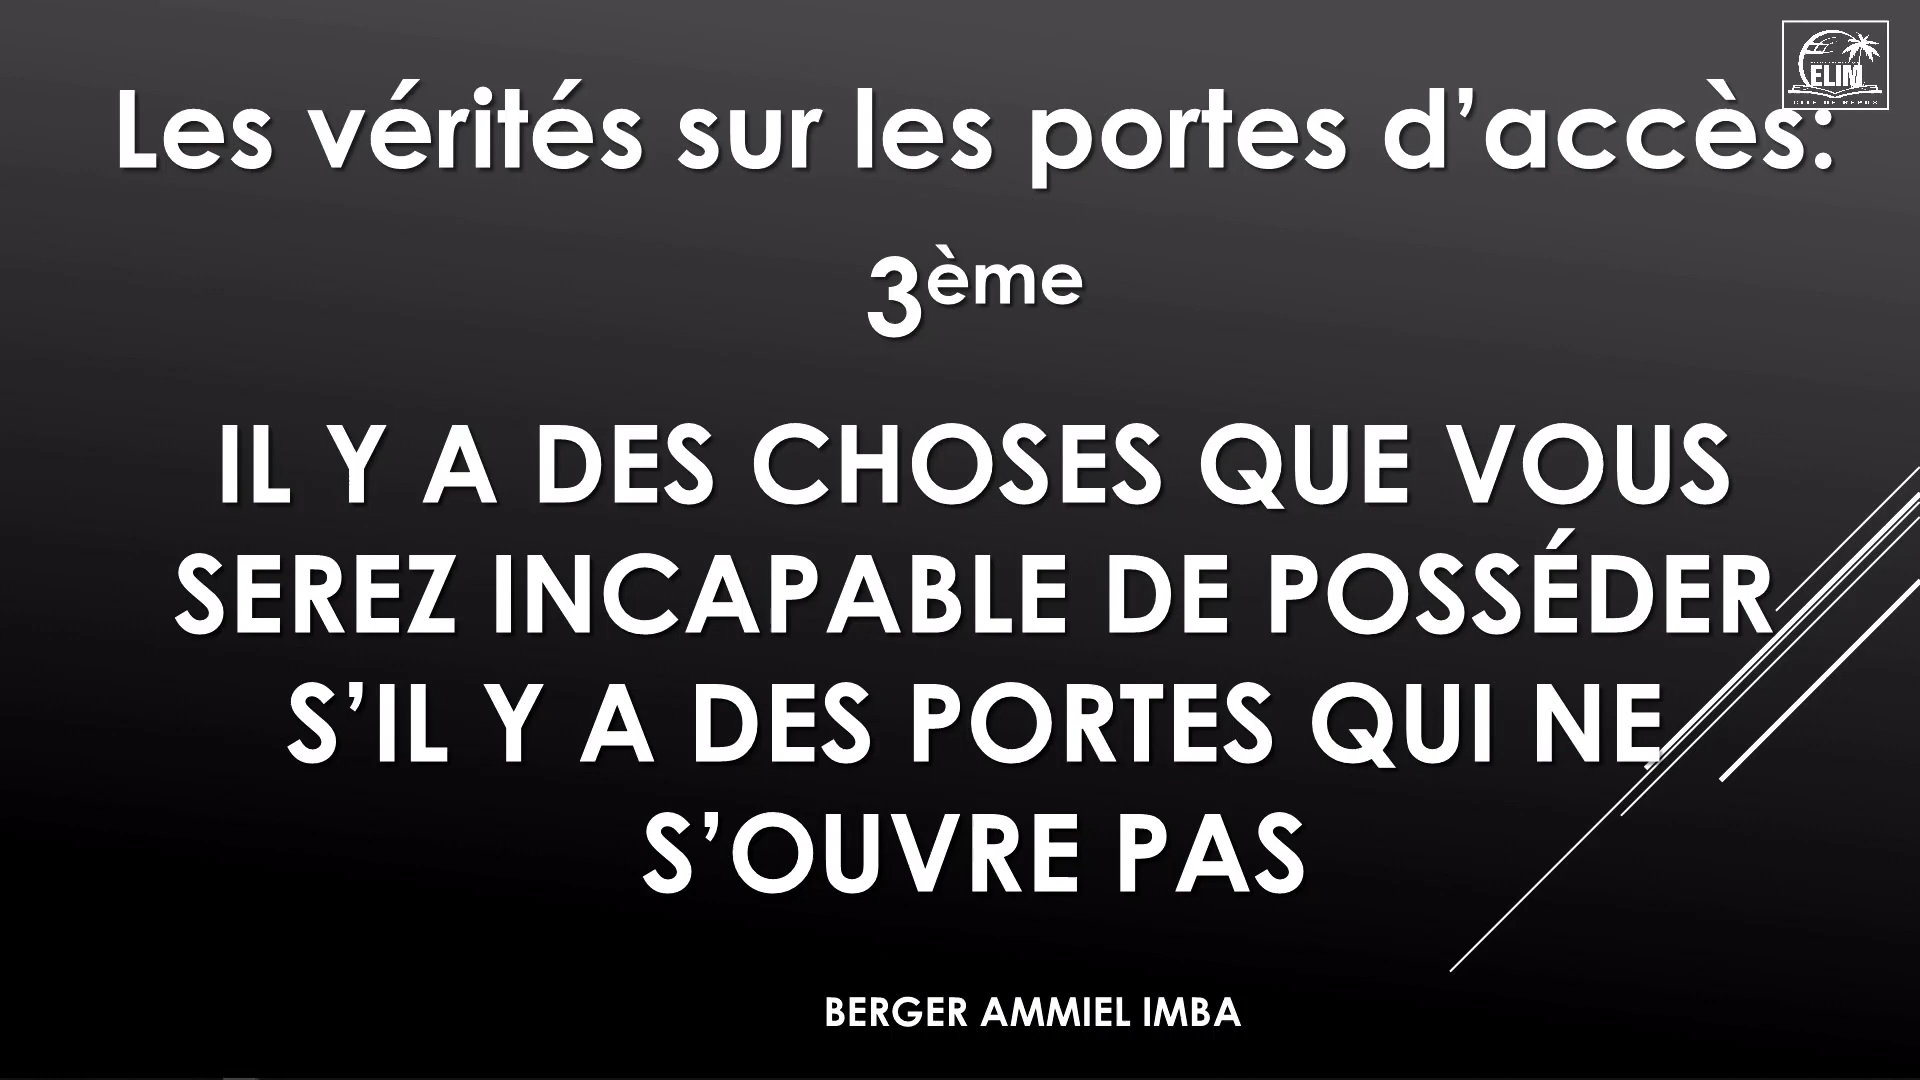 ELIM
Les vérités sur les portes d’accès:
3ème
IL Y A DES CHOSES QUE VOUS
SEREZ INCAPABLE DE POSSÉDER
S’IL Y A DES PORTES QUI NE
S’OUVRE PAS
BERGER AMMIEL IMBA